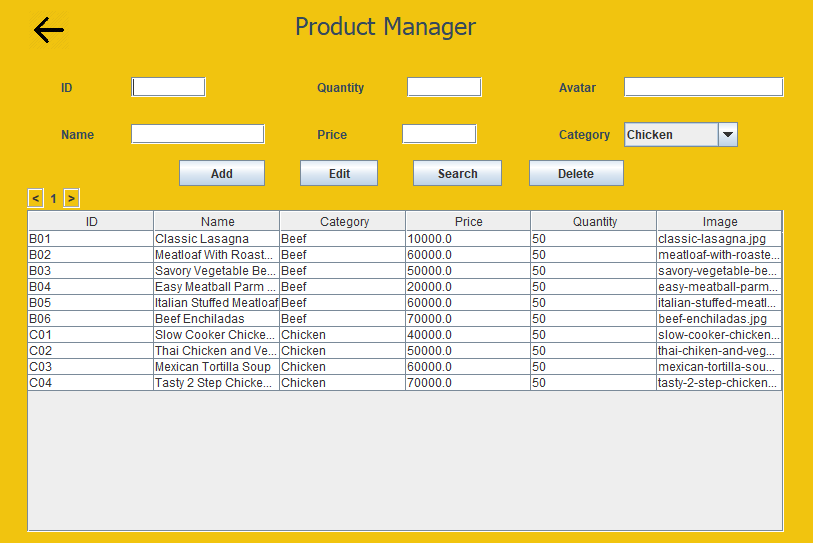 Product Manager
ID Quantity Avatar
Name Price Category Chicken
Add Edit Search Delete
< 1 >
ID Name Category Price Quantity Image
B01 Classic Lasagna Beef 10000.0 50 classic-lasagna.jpg
B02 Meatloaf With Roast... Beef 60000.0 50 meatloaf-with-roaste...
B03 Savory Vegetable Be... Beef 50000.0 50 savory-vegetable-be...
B04 Easy Meatball Parm ... Beef 20000.0 50 easy-meatball-parm...
B05 Italian Stuffed Meatloaf Beef 60000.0 50 italian-stuffed-meatl...
B06 Beef Enchiladas Beef 70000.0 50 beef-enchiladas.jpg
C01 Slow Cooker Chicke... Chicken 40000.0 50 slow-cooker-chicken...
C02 Thai Chicken and Ve... Chicken 50000.0 50 thai-chiken-and-veg...
C03 Mexican Tortilla Soup Chicken 60000.0 50 mexican-tortilla-sou...
C04 Tasty 2 Step Chicke... Chicken 70000.0 50 tasty-2-step-chicken...